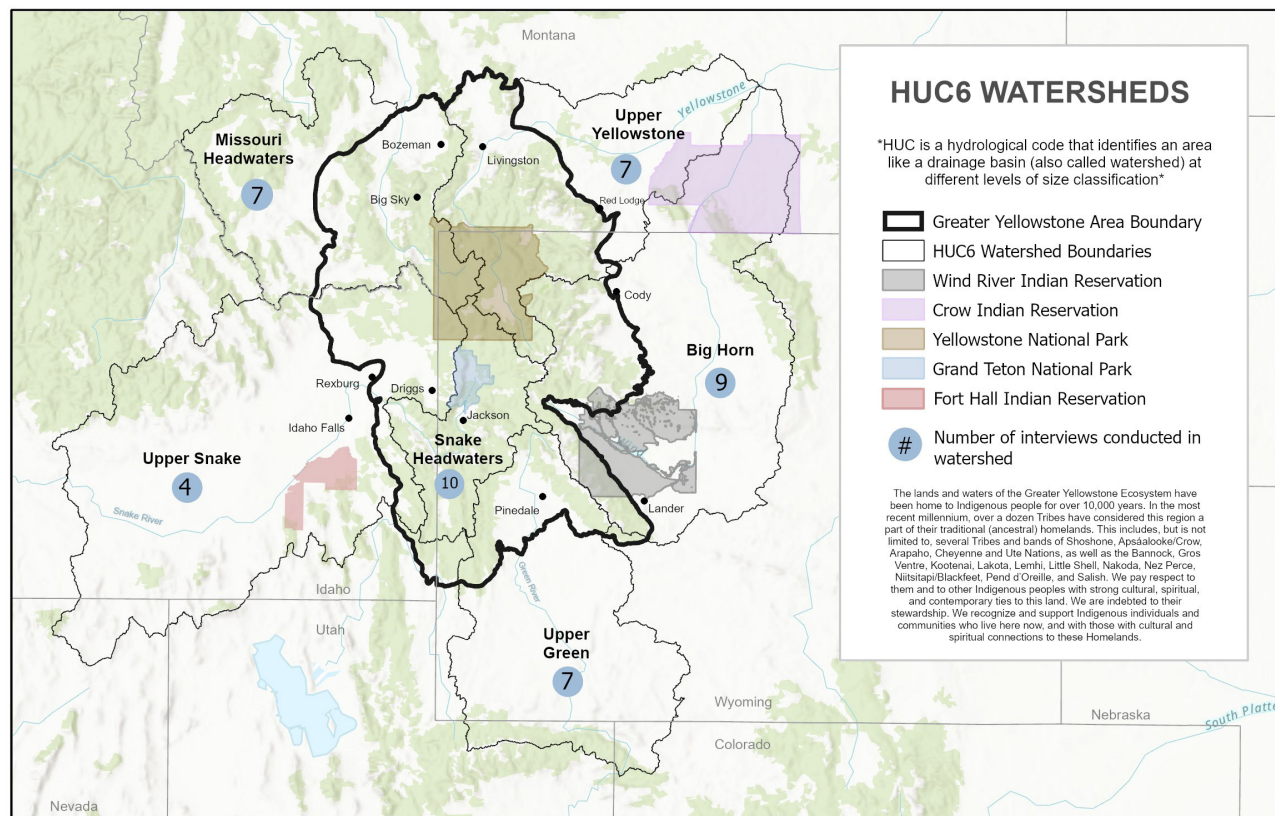 Montana
Yellowstone
Upper
Yellowstone
7
Missouri
Headwaters
7
Bozeman
Livingston
Big Sky
Red Lodge
Cody
Big Horn
9
Rexburg
Driggs
Idaho Falls
Jackson
Snake
Headwaters
10
Upper Snake
4
Snake River
Pinedale
Lander
Green River
Idaho
Utah
Upper
Green
7
Wyoming
Colorado
Nebraska
South Platte
Nevada
HUC6 WATERSHEDS
*HUC is a hydrological code that identifies an area
like a drainage basin (also called watershed) at
different levels of size classification*
Greater Yellowstone Area Boundary
HUC6 Watershed Boundaries
Wind River Indian Reservation
Crow Indian Reservation
Yellowstone National Park
Grand Teton National Park
Fort Hall Indian Reservation
# Number of interviews conducted in
watershed
The lands and waters of the Greater Yellowstone Ecosystem have
been home to Indigenous people for over 10,000 years. In the most
recent millennium, over a dozen Tribes have considered this region a
part of their traditional (ancestral) homelands. This includes, but is not
limited to, several Tribes and bands of Shoshone, Apsáalooke/Crow,
Arapaho, Cheyenne and Ute Nations, as well as the Bannock, Gros
Ventre, Kootenai, Lakota, Lemhi, Little Shell, Nakoda, Nez Perce,
Niitsitapi/Blackfeet, Pend d'Oreille, and Salish. We pay respect to
them and to other Indigenous peoples with strong cultural, spiritual,
and contemporary ties to this land. We are indebted to their
stewardship. We recognize and support Indigenous individuals and
communities who live here now, and with those with cultural and
spiritual connections to these Homelands.